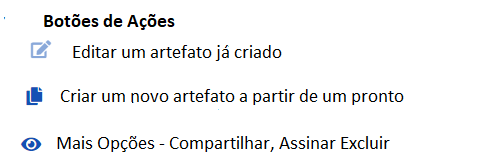 Botões de Ações
Editar um artefato já criado
Criar um novo artefato a partir de um pronto
Mais Opções - Compartilhar, Assinar Excluir